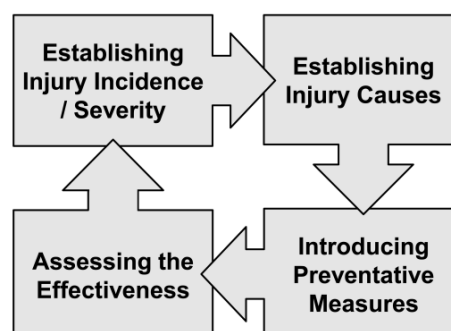 Establishing
Injury Incidence
/ Severity
Establishing
Injury Causes
Assessing the
Effectiveness
Introducing
Preventative
Measures